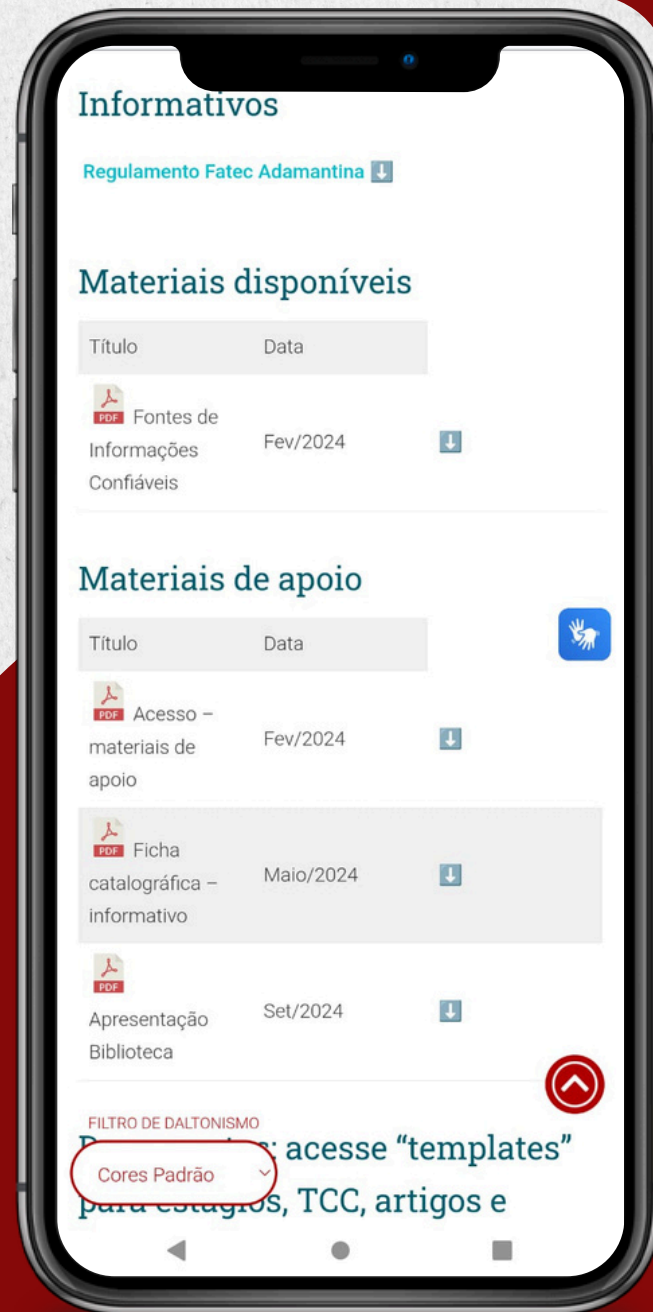 Informativos
Regulamento Fatec Adamantina
Materiais disponíveis
Título Data
PDF Fontes de
Informações Fev/2024
Confiáveis
Materiais de apoio
Título Data
PDF Acesso –
materiais de Fev/2024
apoio
PDF Ficha
catalográfica – Maio/2024
informativo
PDF
Apresentação Set/2024
Biblioteca
FILTRO DE DALTONISMO
acesse “templates”
Cores Padrão
para estágios, TCC, artigos e